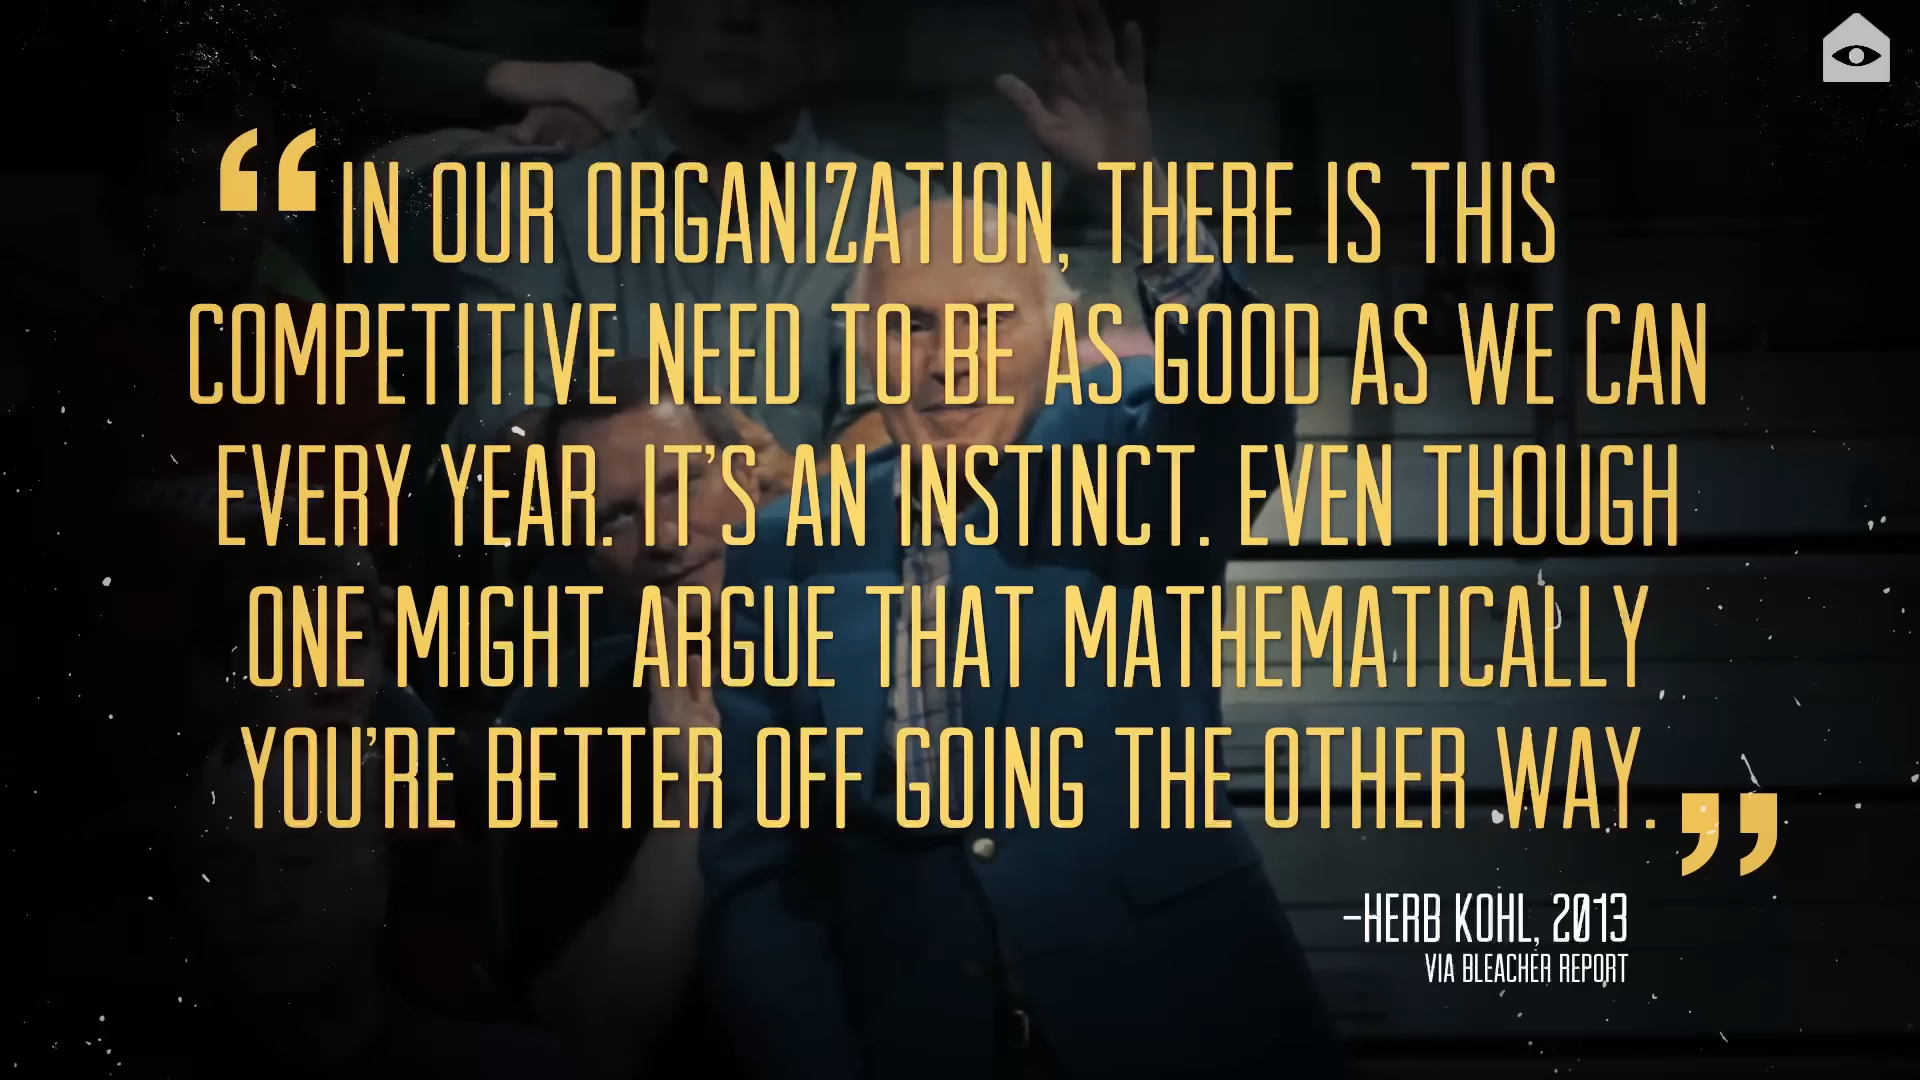 “IN OUR ORGANIZATION, THERE IS THIS
COMPETITIVE NEED TO BE AS GOOD AS WE CAN
EVERY YEAR. IT’S AN INSTINCT. EVEN THOUGH
ONE MIGHT ARGUE THAT MATHEMATICALLY
YOU’RE BETTER OFF GOING THE OTHER WAY.”
–HERB KOHL, 2013
VIA BLEACHER REPORT